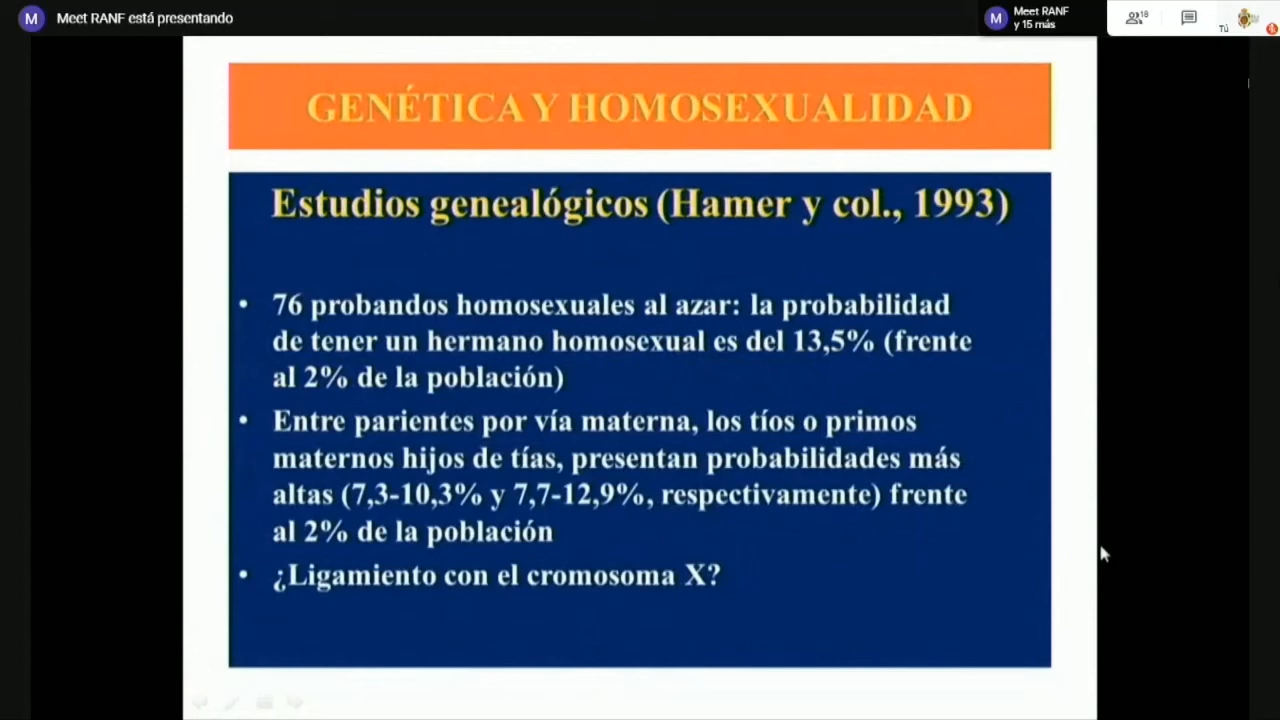 M Meet RANF está presentando
M Meet RANF
y 15 más
18
Tú
GENÉTICA Y HOMOSEXUALIDAD
Estudios genealógicos (Hamer y col., 1993)
• 76 probandos homosexuales al azar: la probabilidad
de tener un hermano homosexual es del 13,5% (frente
al 2% de la población)
• Entre parientes por vía materna, los tíos o primos
maternos hijos de tías, presentan probabilidades más
altas (7,3-10,3% y 7,7-12,9%, respectivamente) frente
al 2% de la población
• ¿Ligamiento con el cromosoma X?